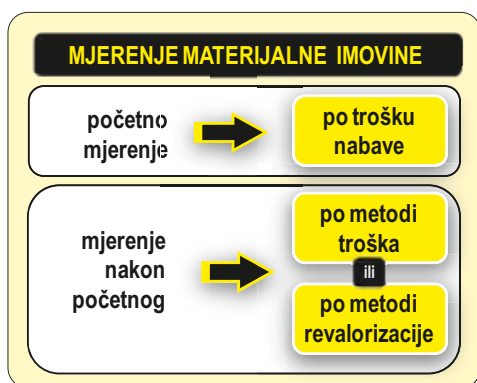 MJERENJE MATERIJALNE IMOVINE
početno
mjerenje
po trošku
nabave
mjerenje
nakon
početnog
po metodi
troška
ili
po metodi
revalorizacije